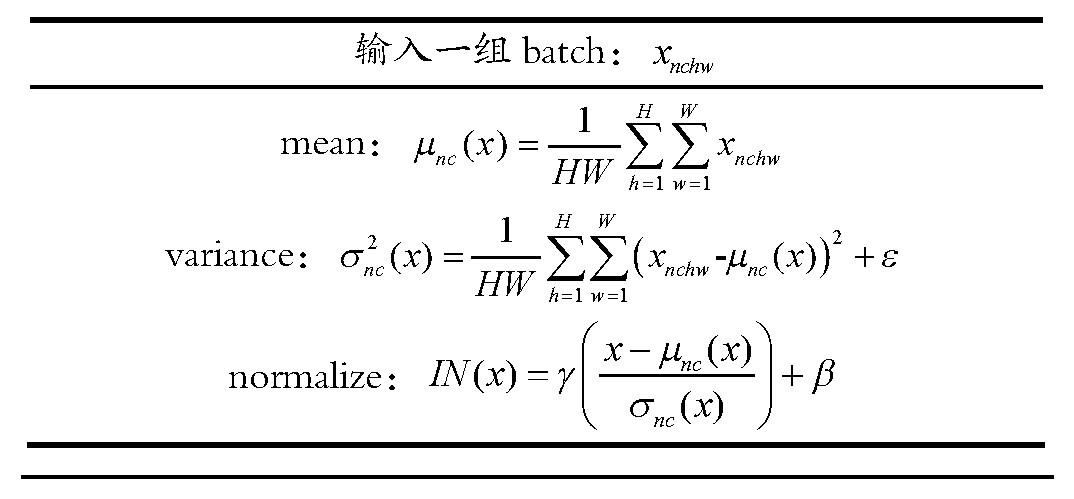 输入一组 batch： x_{nchw}
mean： μ_{nc}(x) = \frac{1}{HW} \sum_{h=1}^{H} \sum_{w=1}^{W} x_{nchw}
variance： σ_{nc}^{2}(x) = \frac{1}{HW} \sum_{h=1}^{H} \sum_{w=1}^{W} (x_{nchw} - μ_{nc}(x))^{2} + ε
normalize： IN(x) = γ \left( \frac{x - μ_{nc}(x)}{σ_{nc}(x)} \right) + β